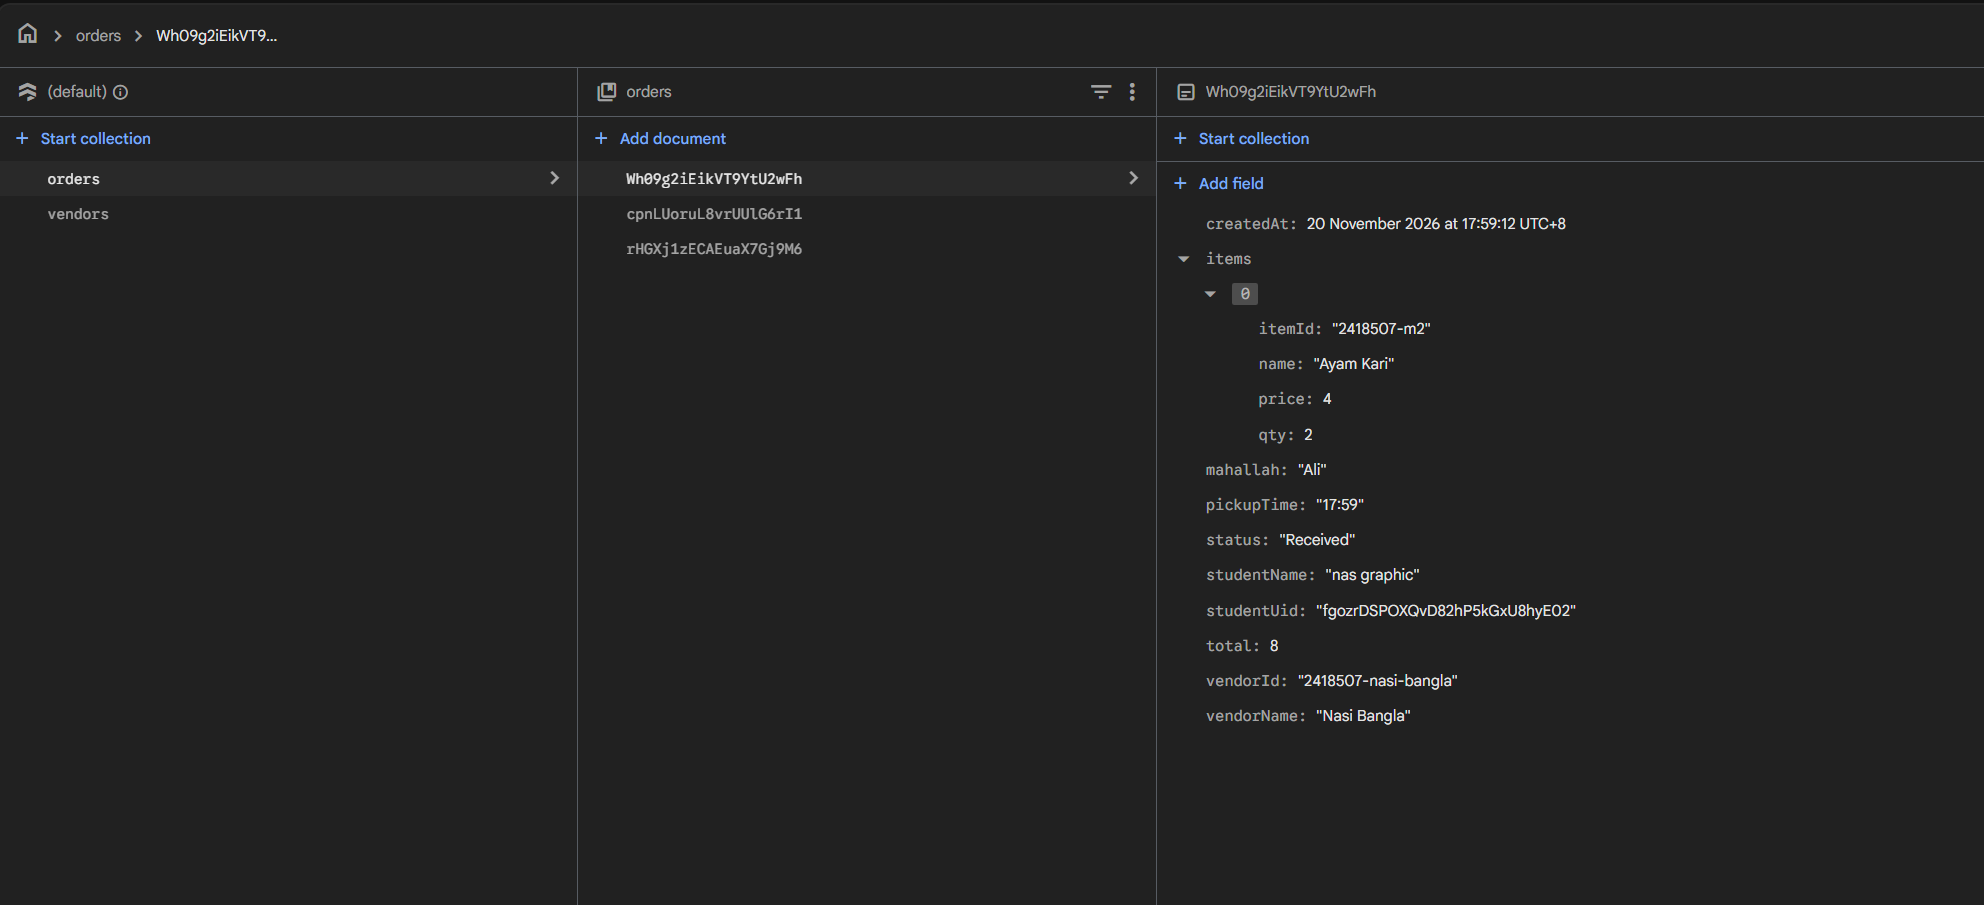 orders
Wh09g2iEikVT9...
(default)
Start collection
orders
vendors
orders
Add document
Wh09g2iEikVT9YtU2wFh
cpnLUoruL8vrUUlG6rI1
rHGXj1zECAEuaX7Gj9M6
Wh09g2iEikVT9YtU2wFh
Start collection
Add field
createdAt: 20 November 2026 at 17:59:12 UTC+8
items
0
itemId: "2418507-m2"
name: "Ayam Kari"
price: 4
qty: 2
mahallah: "Ali"
pickupTime: "17:59"
status: "Received"
studentName: "nas graphic"
studentUid: "fgozrDSPOXQvD82hP5kGxU8hyE02"
total: 8
vendorId: "2418507-nasi-bangla"
vendorName: "Nasi Bangla"